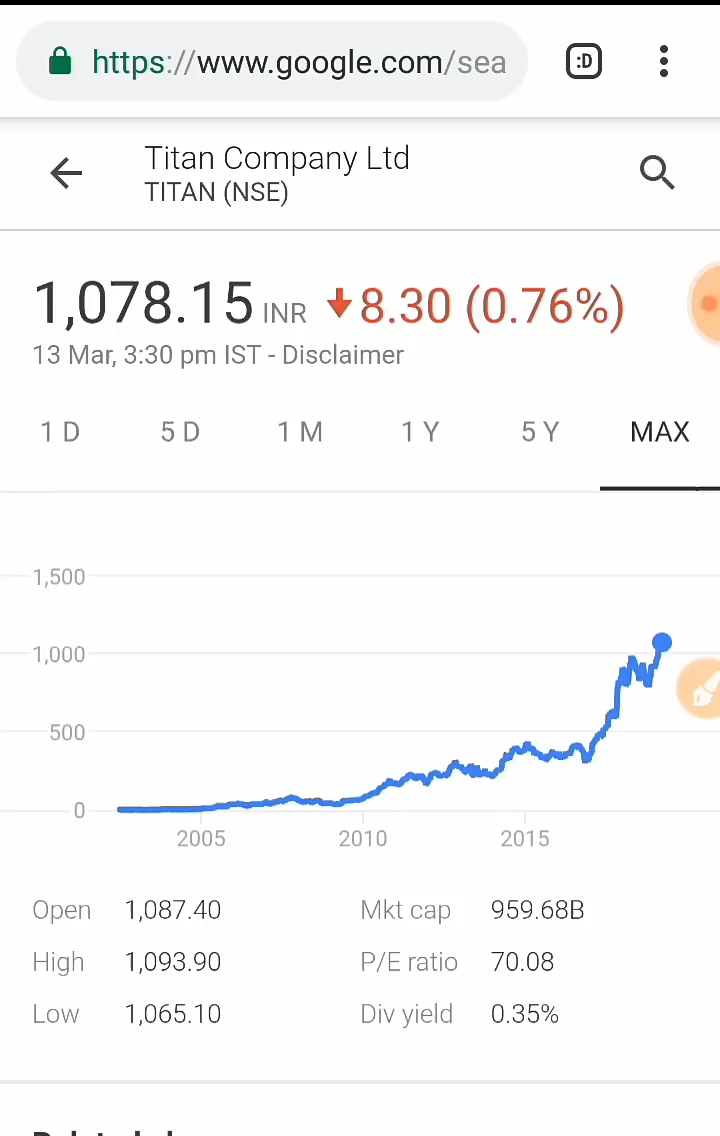 https://www.google.com/sea
:D
Titan Company Ltd
TITAN (NSE)
1,078.15 INR 8.30 (0.76%)
13 Mar, 3:30 pm IST - Disclaimer
1 D 5 D 1 M 1 Y 5 Y MAX
1,500
1,000
500
0
2005 2010 2015
Open 1,087.40 Mkt cap 959.68B
High 1,093.90 P/E ratio 70.08
Low 1,065.10 Div yield 0.35%